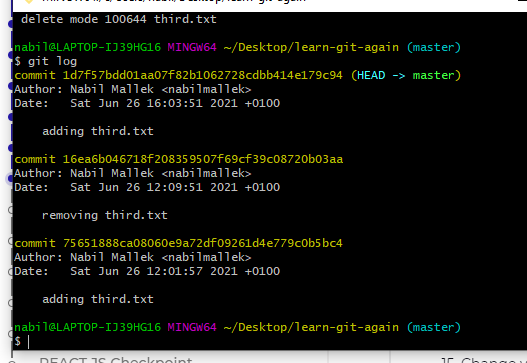 delete mode 100644 third.txt
nabil@LAPTOP-IJ39HG16 MINGW64 ~/Desktop/learn-git-again (master)
$ git log
commit 1d7f57bdd01aa07f82b1062728cdbb414e179c94 (HEAD -> master)
Author: Nabil Mallek <nabilmallek>
Date:   Sat Jun 26 16:03:51 2021 +0100
adding third.txt
commit 16ea6b046718f208359507f69cf39c08720b03aa
Author: Nabil Mallek <nabilmallek>
Date:   Sat Jun 26 12:09:51 2021 +0100
removing third.txt
commit 75651888ca08060e9a72df09261d4e779c0b5bc4
Author: Nabil Mallek <nabilmallek>
Date:   Sat Jun 26 12:01:57 2021 +0100
adding third.txt
nabil@LAPTOP-IJ39HG16 MINGW64 ~/Desktop/learn-git-again (master)
$
REACT JS Checkpoint